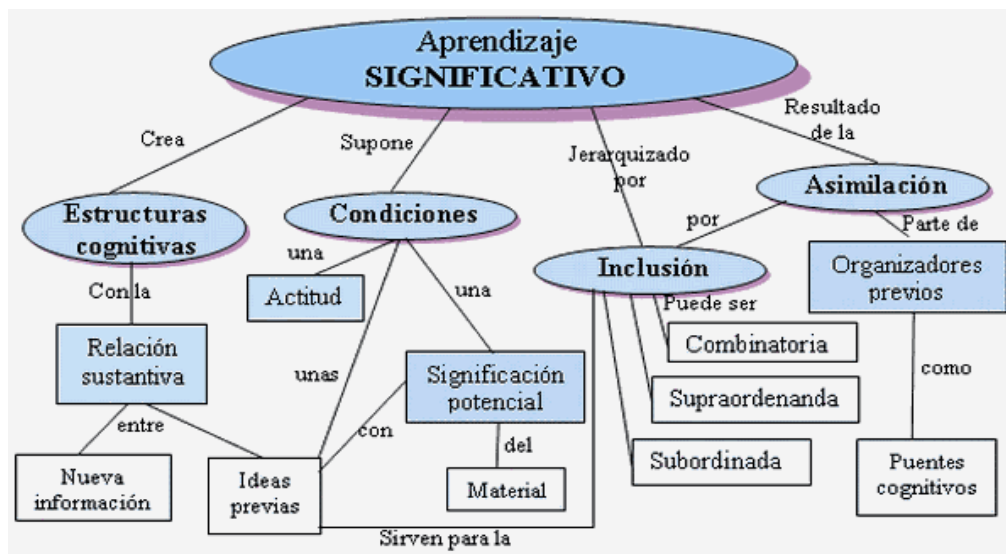 Aprendizaje
SIGNIFICATIVO
Crea
Supone
Jerarquizado
por
Resultado
de la
Estructuras
cognitivas
Condiciones
Asimilación
por
Parte de
una
Inclusión
Organizadores
previos
Con la
Actitud
una
Puede ser
Combinatoria
Relación
sustantiva
unas
Significación
potencial
como
Supraordenanda
entre
con
del
Subordinada
Nueva
información
Ideas
previas
Material
Puentes
cognitivos
Sirven para la